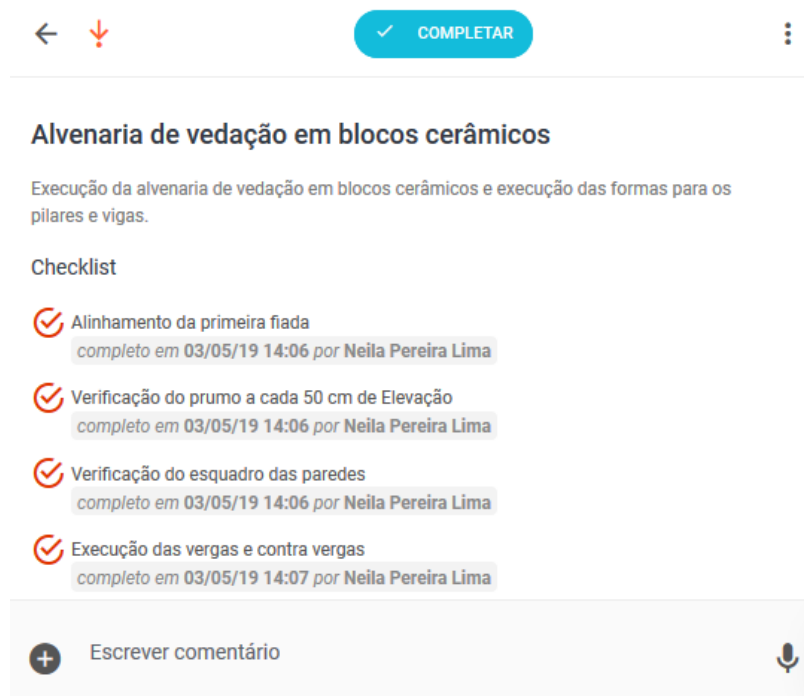 COMPLETAR
Alvenaria de vedação em blocos cerâmicos
Execução da alvenaria de vedação em blocos cerâmicos e execução das formas para os
pilares e vigas.
Checklist
Alinhamento da primeira fiada
completo em 03/05/19 14:06 por Neila Pereira Lima
Verificação do prumo a cada 50 cm de Elevação
completo em 03/05/19 14:06 por Neila Pereira Lima
Verificação do esquadro das paredes
completo em 03/05/19 14:06 por Neila Pereira Lima
Execução das vergas e contra vergas
completo em 03/05/19 14:07 por Neila Pereira Lima
Escrever comentário